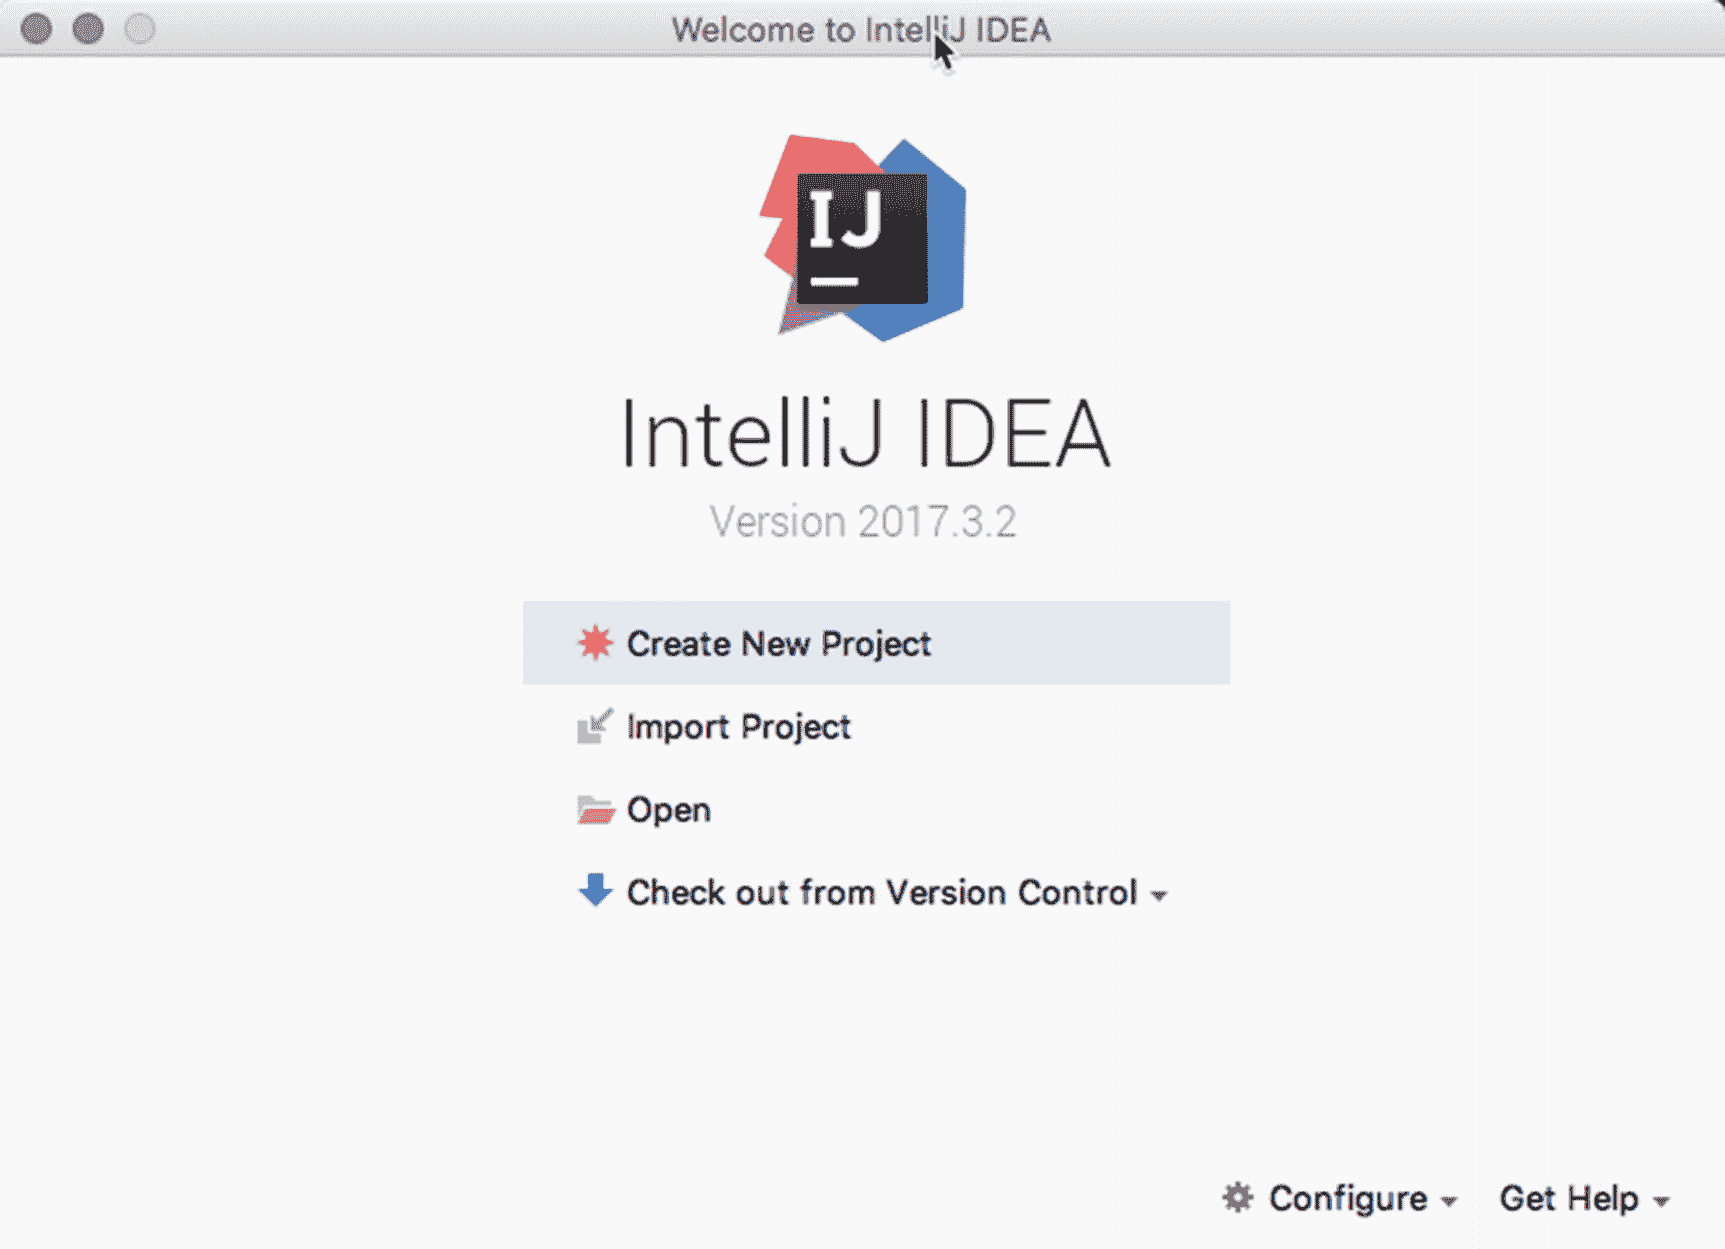 Welcome to IntelliJ IDEA
IJ
IntelliJ IDEA
Version 2017.3.2
Create New Project
Import Project
Open
Check out from Version Control
Configure
Get Help